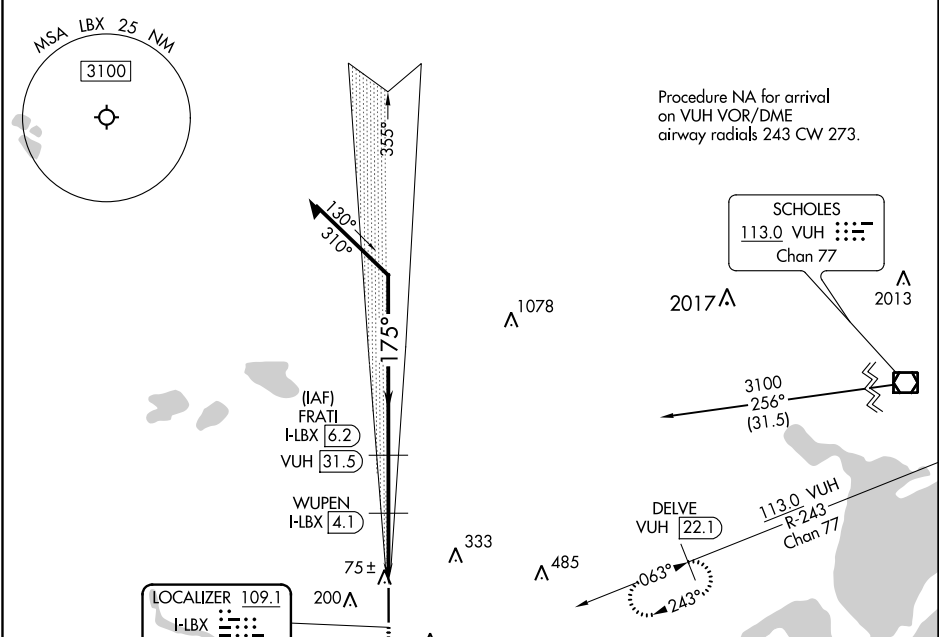 MSA LBX 25 NM
3100
355°
Procedure NA for arrival
on VUH VOR/DME
airway radials 243 CW 273.
130°
310°
SCHOLES
113.0 VUH
Chan 77
2017
2013
1078
175°
3100
256°
(31.5)
(IAF)
FRATI
I-LBX 6.2
VUH 31.5
WUPEN
I-LBX 4.1
DELVE
VUH 22.1
113.0 VUH
R-243
Chan 77
333
485
75±
063°
243°
200
LOCALIZER 109.1
I-LBX